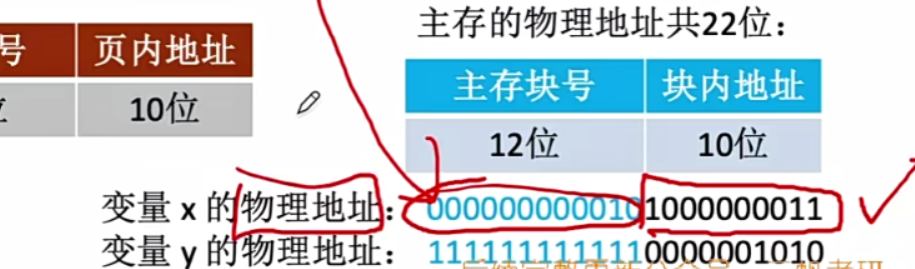 主存的物理地址共22位：
号 页内地址
主存块号 块内地址
10位
12位 10位
变量 x 的物理地址： 0000000000101000000011
变量 y 的物理地址： 1111111111110000001010